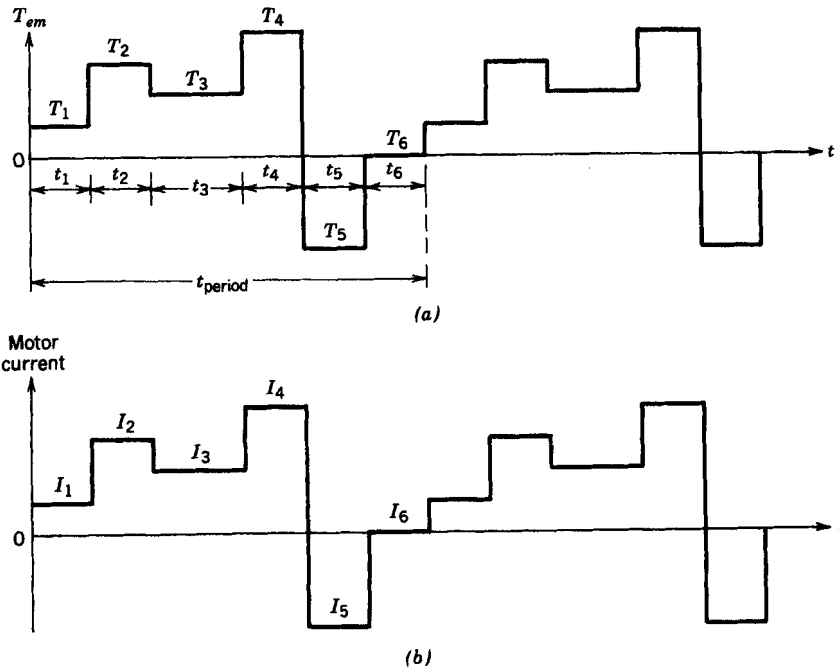 T_em
T_1
T_2
T_3
T_4
T_5
T_6
0
t
t_1
t_2
t_3
t_4
t_5
t_6
t_period
(a)
Motor
current
I_1
I_2
I_3
I_4
I_5
I_6
0
(b)